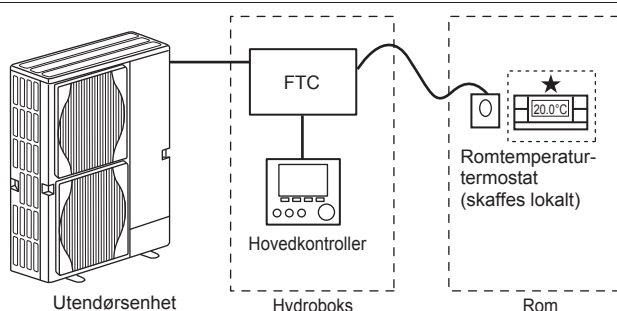 FTC
20.0°C
Romtemperatur-
termostat
(skaffes lokalt)
Hovedkontroller
Utendørsenhet
Hydroboks
Rom